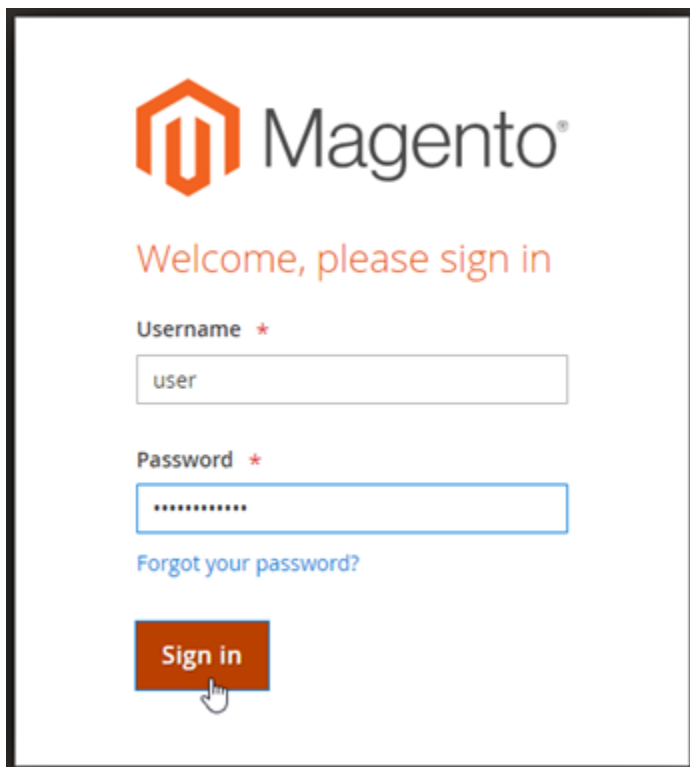 Magento®
Welcome, please sign in
Username *
user
Password *
••••••••••••
Forgot your password?
Sign in